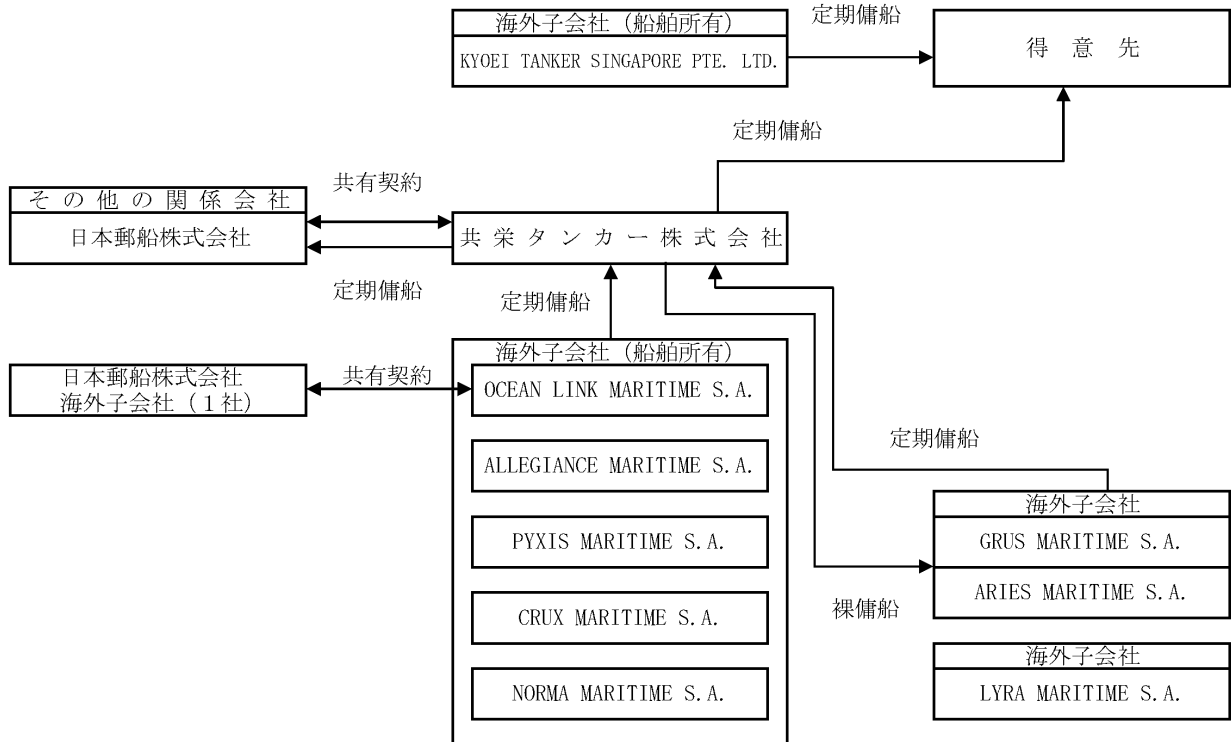 海外子会社（船舶所有）
KYOEI TANKER SINGAPORE PTE. LTD.
定期傭船
得意先
定期傭船
その他の関係会社
日本郵船株式会社
共有契約
共栄タンカー株式会社
定期傭船
定期傭船
海外子会社（船舶所有）
日本郵船株式会社
海外子会社（１社）
共有契約
OCEAN LINK MARITIME S.A.
ALLEGIANCE MARITIME S.A.
PYXIS MARITIME S.A.
CRUX MARITIME S.A.
NORMA MARITIME S.A.
定期傭船
海外子会社
GRUS MARITIME S.A.
ARIES MARITIME S.A.
裸傭船
海外子会社
LYRA MARITIME S.A.